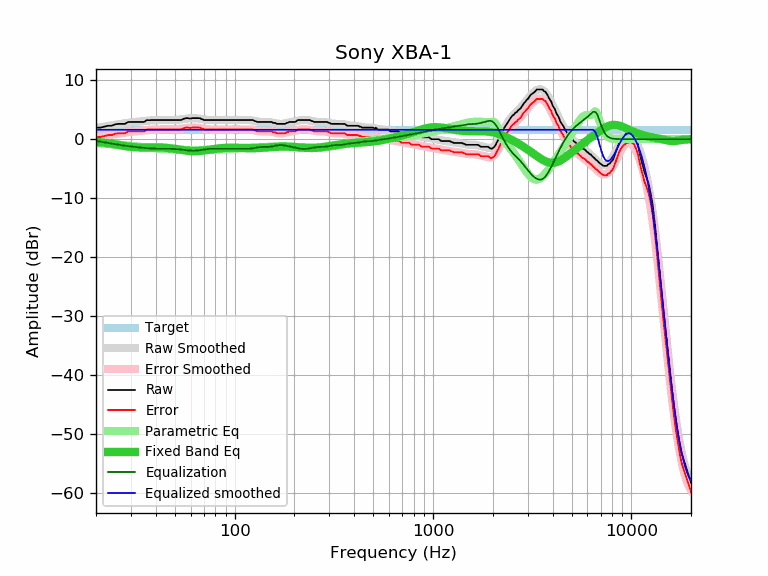 Sony XBA-1
10
0
−10
−20
−30
−40
−50
−60
Amplitude (dBr)
Target
Raw Smoothed
Error Smoothed
Raw
Error
Parametric Eq
Fixed Band Eq
Equalization
Equalized smoothed
100
1000
10000
Frequency (Hz)